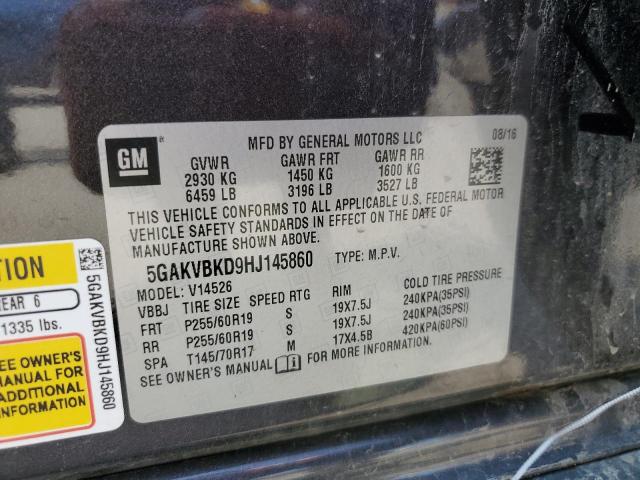 GM
MFD BY GENERAL MOTORS LLC 08/16
GVWR GAWR FRT GAWR RR
2930 KG 1450 KG 1600 KG
6459 LB 3196 LB 3527 LB
THIS VEHICLE CONFORMS TO ALL APPLICABLE U.S. FEDERAL MOTOR
VEHICLE SAFETY STANDARDS IN EFFECT ON THE DATE OF
MANUFACTURE SHOWN ABOVE.
5GAKVBKD9HJ145860 TYPE: M.P.V.
MODEL: V14526
VBBJ TIRE SIZE SPEED RTG RIM COLD TIRE PRESSURE
FRT P255/60R19 S 19X7.5J 240KPA(35PSI)
RR P255/60R19 S 19X7.5J 240KPA(35PSI)
SPA T145/70R17 M 17X4.5B 420KPA(60PSI)
SEE OWNER'S MANUAL FOR MORE INFORMATION.
TION
REAR 6
1335 lbs.
SEE OWNER'S
MANUAL FOR
ADDITIONAL
INFORMATION
5GAKVBKD9HJ145860